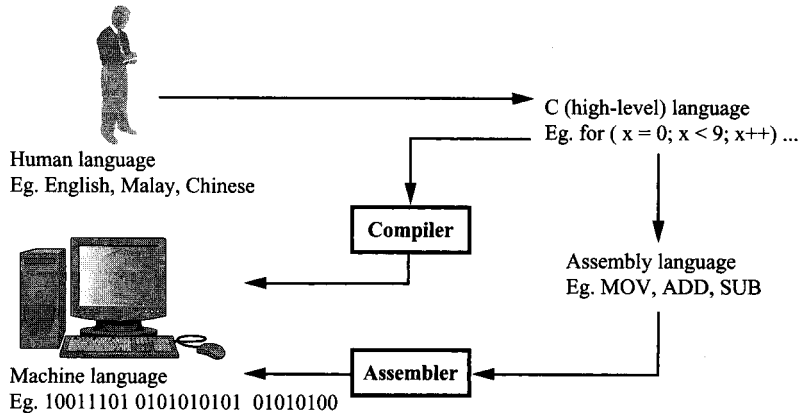 C (high-level) language
Eg. for ( x = 0; x < 9; x++) ...
Human language
Eg. English, Malay, Chinese
Compiler
Assembly language
Eg. MOV, ADD, SUB
Assembler
Machine language
Eg. 10011101 0101010101 01010100